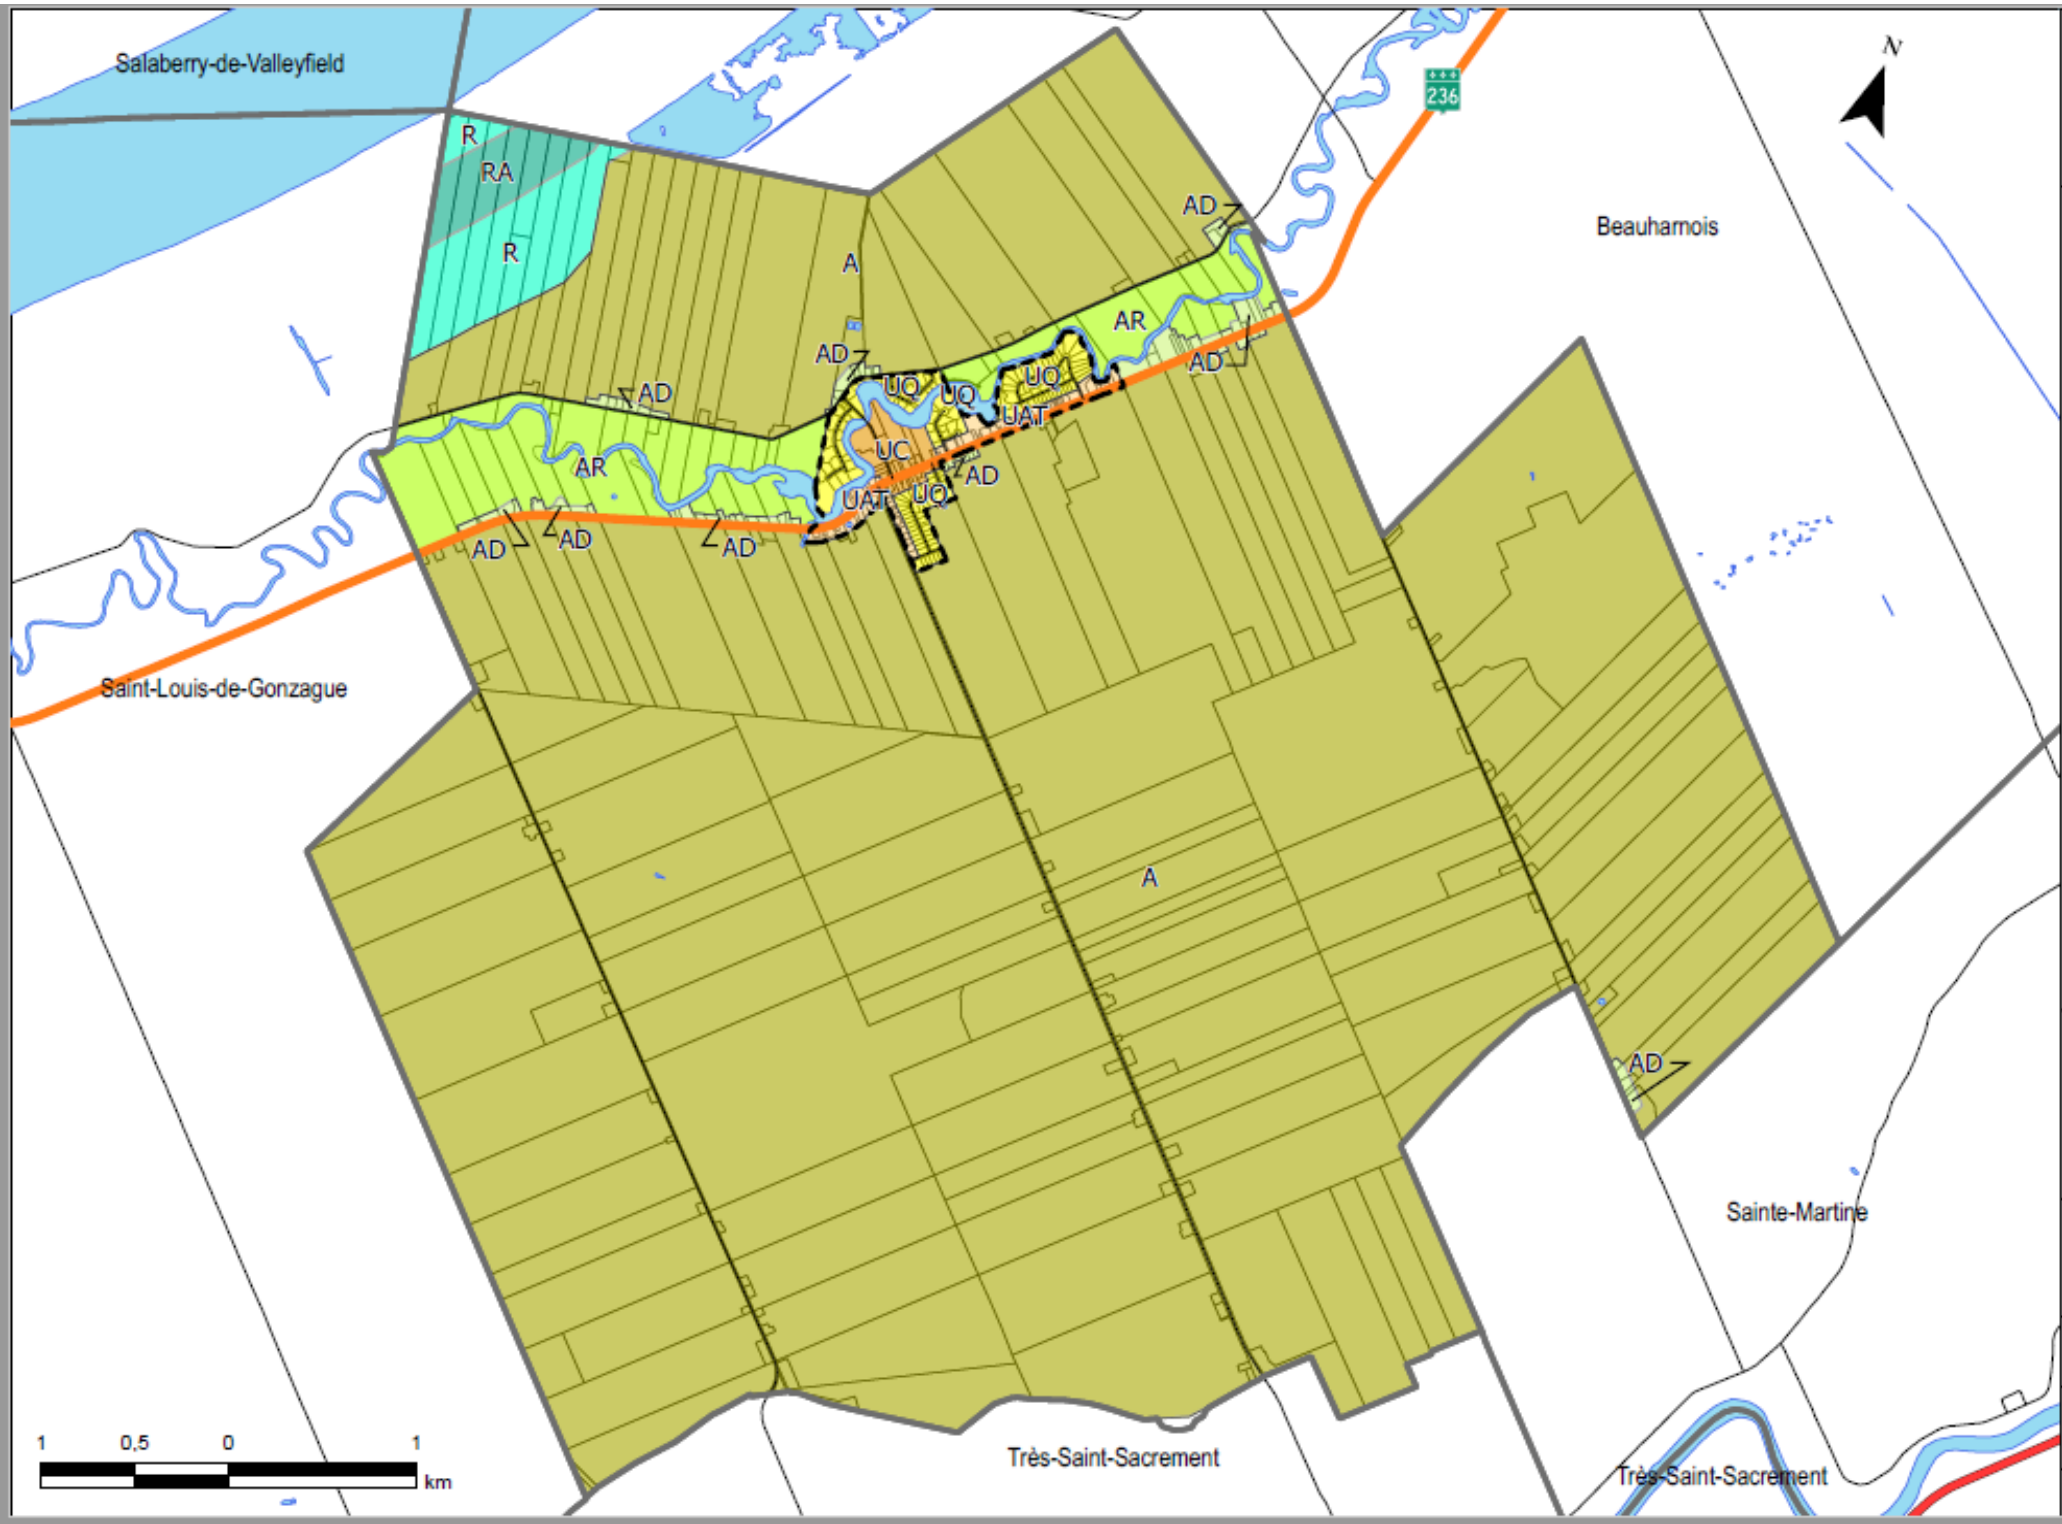 N
Salaberry-de-Valleyfield
236
R
RA
AD
Beauharnois
R
A
AR
AD
AD
UQ
UQ
UQ
AD
UAT
UC
AR
AD
UAT
UQ
AD
AD
AD
AD
Saint-Louis-de-Gonzague
A
AD
Sainte-Martine
1 0,5 0 1
km
Très-Saint-Sacrement
Très-Saint-Sacrement